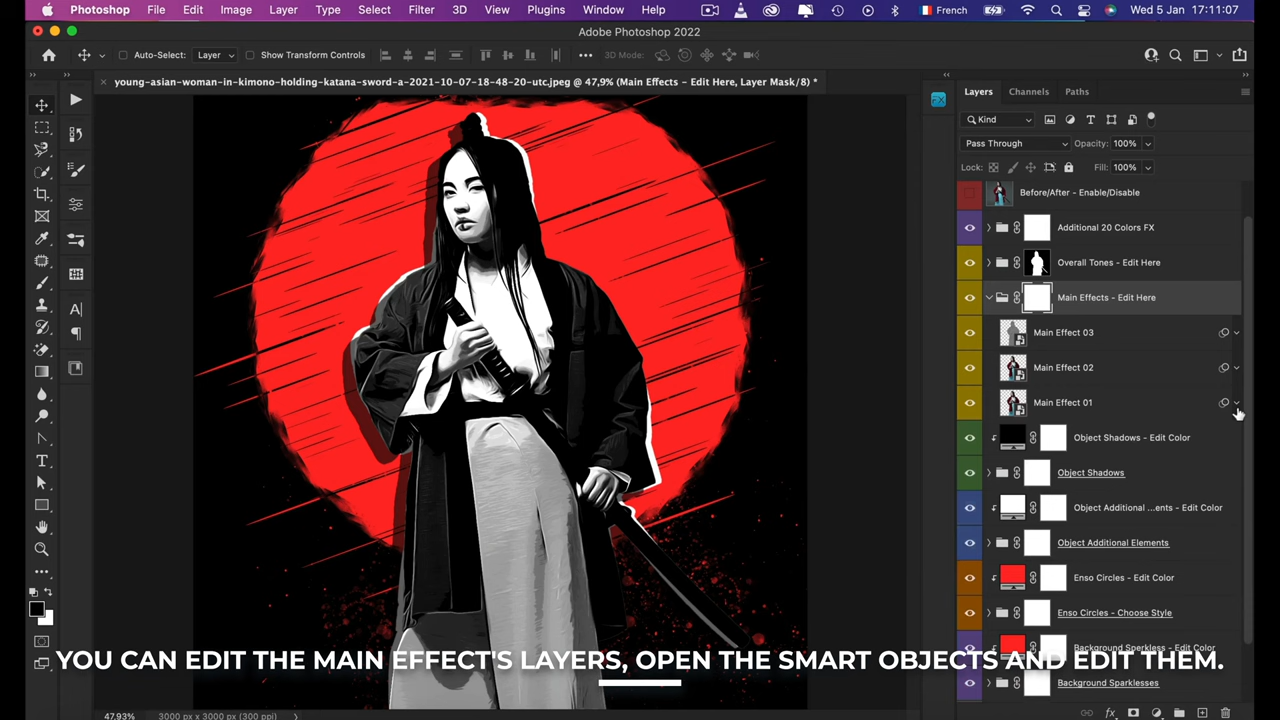 Photoshop File Edit Image Layer Type Select Filter 3D View Plugins Window Help French Wed 5 Jan 17:11:07
Adobe Photoshop 2022
Auto-Select: Layer Show Transform Controls 3D Mode:
young-asian-woman-in-kimono-holding-katana-sword-a-2021-10-07-18-48-20-utc.jpeg @ 47,9% (Main Effects - Edit Here, Layer Mask/8) *
Layers Channels Paths
Kind
Pass Through Opacity: 100%
Lock: Fill: 100%
Before/After - Enable/Disable
Additional 20 Colors FX
Overall Tones - Edit Here
Main Effects - Edit Here
Main Effect 03
Main Effect 02
Main Effect 01
Object Shadows - Edit Color
Object Shadows
Object Additional ...ents - Edit Color
Object Additional Elements
Enso Circles - Edit Color
Enso Circles - Choose Style
Background Sparkless - Edit Color
YOU CAN EDIT THE MAIN EFFECT'S LAYERS, OPEN THE SMART OBJECTS AND EDIT THEM.
Background Sparklesses
47.93% 3000 px x 3000 px (300 ppi)